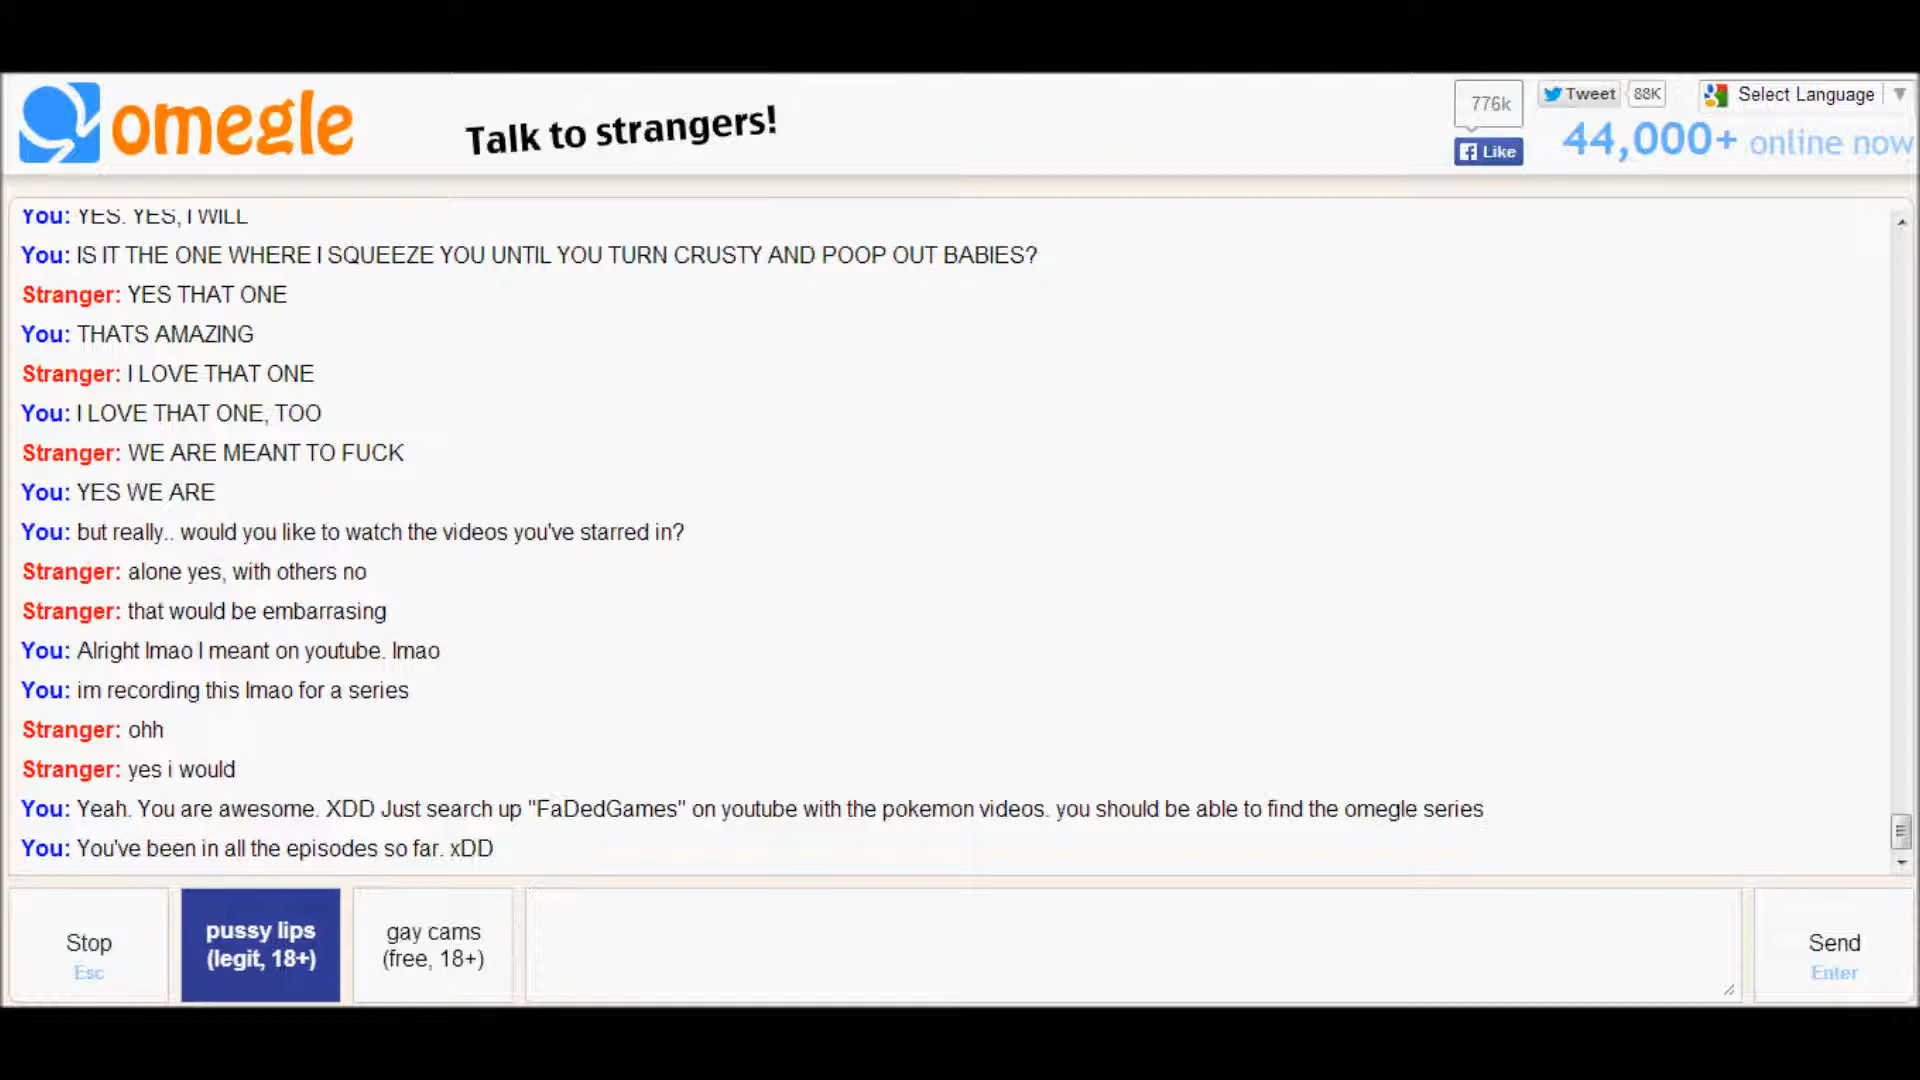 omegle
Talk to strangers!
776k
Like
Tweet
88K
Select Language
44,000+ online now
You: YES. YES, I WILL
You: IS IT THE ONE WHERE I SQUEEZE YOU UNTIL YOU TURN CRUSTY AND POOP OUT BABIES?
Stranger: YES THAT ONE
You: THATS AMAZING
Stranger: I LOVE THAT ONE
You: I LOVE THAT ONE, TOO
Stranger: WE ARE MEANT TO FUCK
You: YES WE ARE
You: but really.. would you like to watch the videos you've starred in?
Stranger: alone yes, with others no
Stranger: that would be embarrasing
You: Alright lmao I meant on youtube. lmao
You: im recording this lmao for a series
Stranger: ohh
Stranger: yes i would
You: Yeah. You are awesome. XDD Just search up "FaDedGames" on youtube with the pokemon videos. you should be able to find the omegle series
You: You've been in all the episodes so far. xDD
Stop
Esc
pussy lips
(legit, 18+)
gay cams
(free, 18+)
Send
Enter